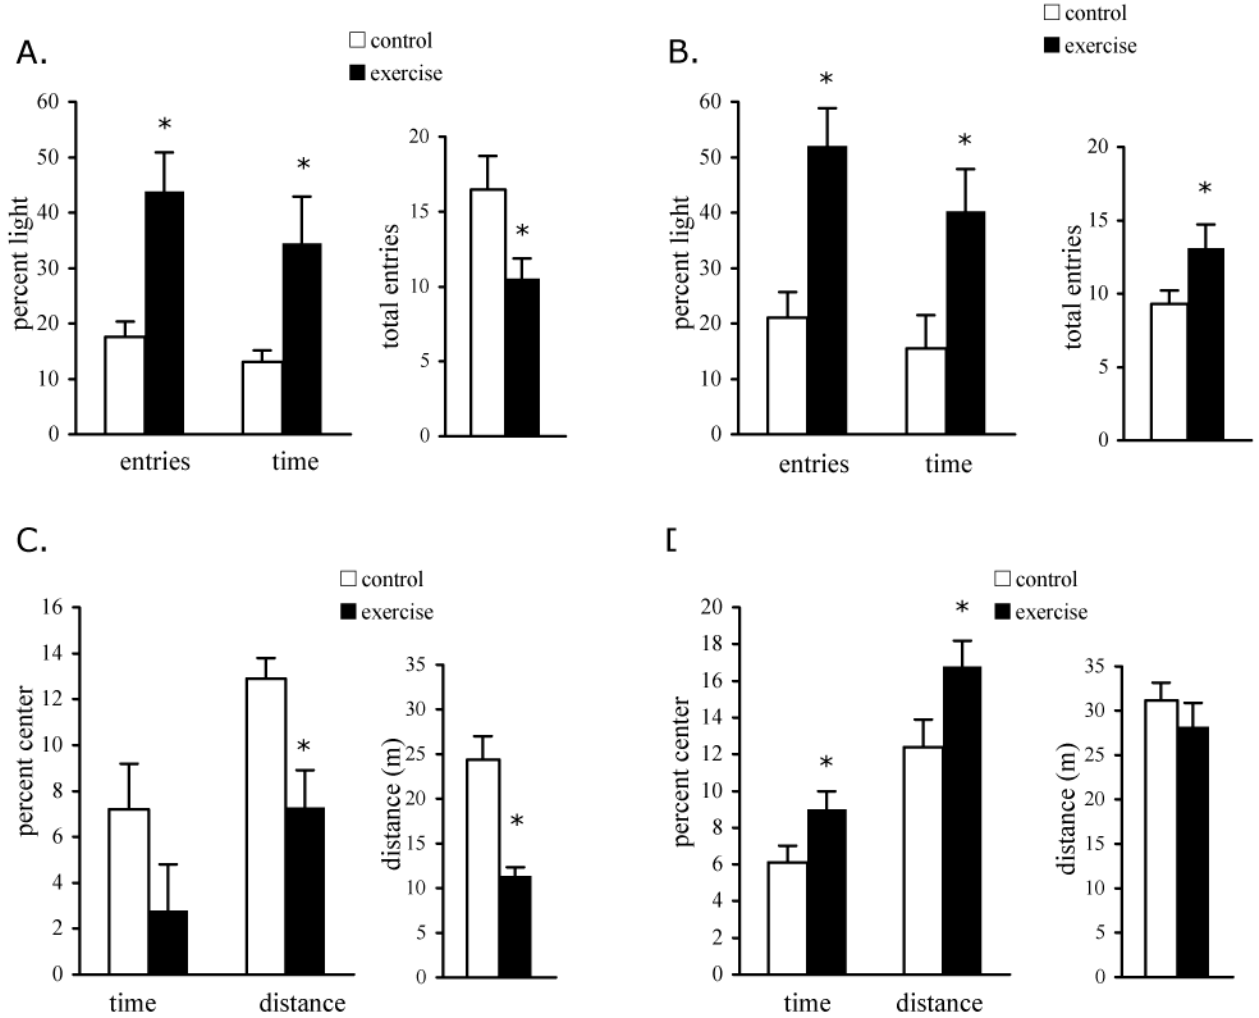 A.
control
exercise
60
50
40
30
20
10
0
percent light
*
*
entries
time
20
15
10
5
0
total entries
*
B.
control
exercise
60
50
40
30
20
10
0
percent light
*
*
entries
time
20
15
10
5
0
total entries
*
C.
control
exercise
16
14
12
10
8
6
4
2
0
percent center
*
time
distance
35
30
25
20
15
10
5
0
distance (m)
*
control
exercise
20
18
16
14
12
10
8
6
4
2
0
percent center
*
*
time
distance
35
30
25
20
15
10
5
0
distance (m)